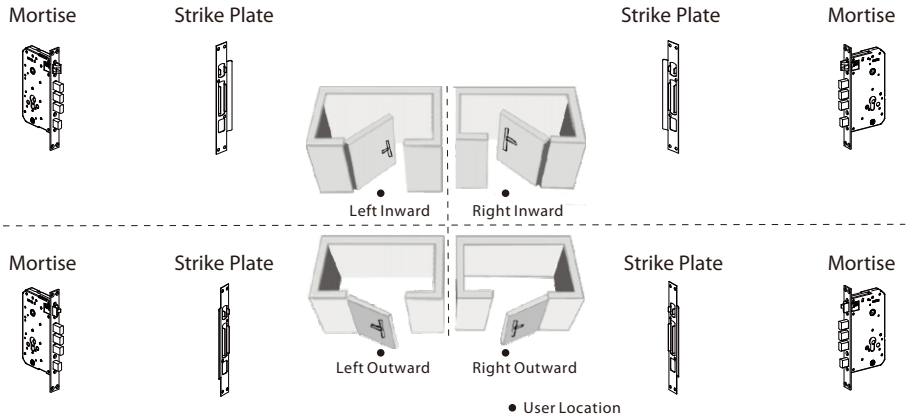 Mortise Strike Plate Strike Plate Mortise
Left Inward Right Inward
Mortise Strike Plate Strike Plate Mortise
Left Outward Right Outward
User Location